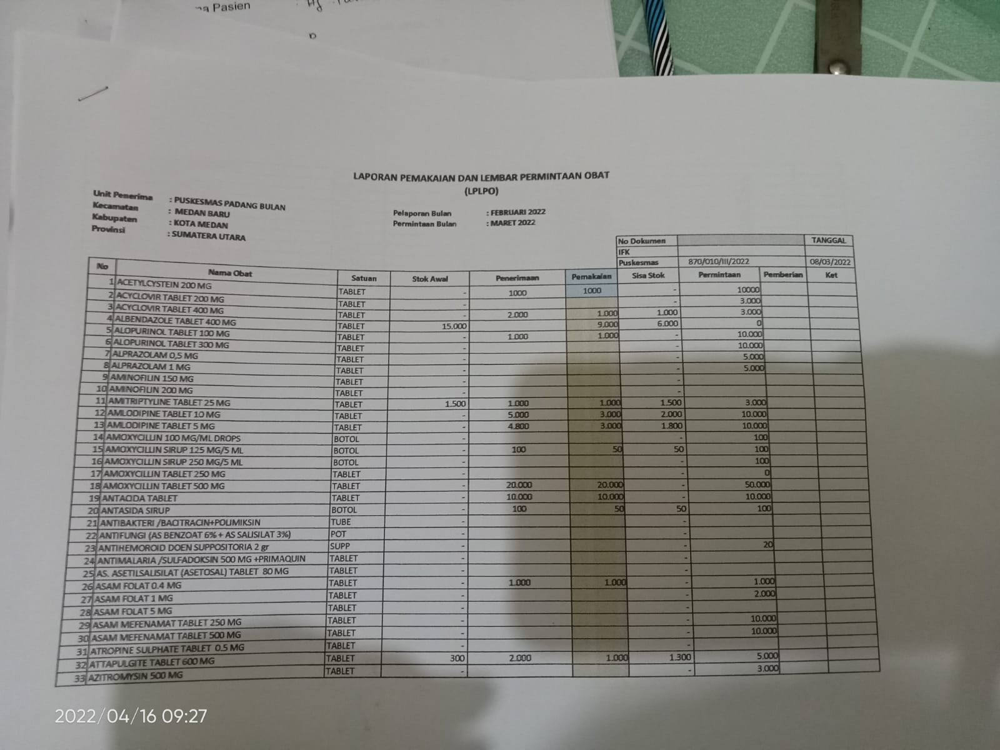 Pasien
LAPORAN PEMAKAIAN DAN LEMBAR PERMINTAAN OBAT
(LPLPO)
Unit Penerima : PUSKESMAS PADANG BULAN
Kecamatan : MEDAN BARU
Kabupaten : KOTA MEDAN
Provinsi : SUMATERA UTARA
Pelaporan Bulan : FEBRUARI 2022
Permintaan Bulan : MARET 2022
No Dokumen TANGGAL
IFK
Puskesmas 870/010/III/2022 08/03/2022
No Nama Obat Satuan Stok Awal Penerimaan Pemakaian Sisa Stok Permintaan Pemberian Ket
1 ACETYLCYSTEIN 200 MG TABLET - 1000 1000 - 10000
2 ACYCLOVIR TABLET 200 MG TABLET - - 3.000
3 ACYCLOVIR TABLET 400 MG TABLET - 2.000 1.000 1.000 3.000
4 ALBENDAZOLE TABLET 400 MG TABLET 15.000 9.000 6.000 0
5 ALOPURINOL TABLET 100 MG TABLET - 1.000 1.000 - 10.000
6 ALOPURINOL TABLET 300 MG TABLET - - 10.000
7 ALPRAZOLAM 0,5 MG TABLET - - 5.000
8 ALPRAZOLAM 1 MG TABLET - - 5.000
9 AMINOFILIN 150 MG TABLET - -
10 AMINOFILIN 200 MG TABLET - -
11 AMITRIPTYLINE TABLET 25 MG TABLET 1.500 1.000 1.000 1.500 3.000
12 AMLODIPINE TABLET 10 MG TABLET - 5.000 3.000 2.000 10.000
13 AMLODIPINE TABLET 5 MG TABLET - 4.800 3.000 1.800 10.000
14 AMOXYCILLIN 100 MG/ML DROPS BOTOL - - 100
15 AMOXYCILLIN SIRUP 125 MG/5 ML BOTOL - 100 50 50 100
16 AMOXYCILLIN SIRUP 250 MG/5 ML BOTOL - - 100
17 AMOXYCILLIN TABLET 250 MG TABLET - - 0
18 AMOXYCILLIN TABLET 500 MG TABLET - 20.000 20.000 - 50.000
19 ANTACIDA TABLET TABLET - 10.000 10.000 - 10.000
20 ANTASIDA SIRUP BOTOL - 100 50 50 100
21 ANTIBAKTERI /BACITRACIN+POLIMIKSIN TUBE - -
22 ANTIFUNGI (AS BENZOAT 6% + AS SALISILAT 3%) POT - -
23 ANTIHEMOROID DOEN SUPPOSITORIA 2 gr SUPP - - 20
24 ANTIMALARIA /SULFADOKSIN 500 MG +PRIMAQUIN TABLET - -
25 AS. ASETILSALISILAT (ASETOSAL) TABLET 80 MG TABLET - -
26 ASAM FOLAT 0.4 MG TABLET - 1.000 1.000 - 1.000
27 ASAM FOLAT 1 MG TABLET - - 2.000
28 ASAM FOLAT 5 MG TABLET - -
29 ASAM MEFENAMAT TABLET 250 MG TABLET - - 10.000
30 ASAM MEFENAMAT TABLET 500 MG TABLET - - 10.000
31 ATROPINE SULPHATE TABLET 0.5 MG TABLET - -
32 ATTAPULGITE TABLET 600 MG TABLET 300 2.000 1.000 1.300 5.000
33 AZITROMYSIN 500 MG TABLET - - 3.000
2022/04/16 09:27